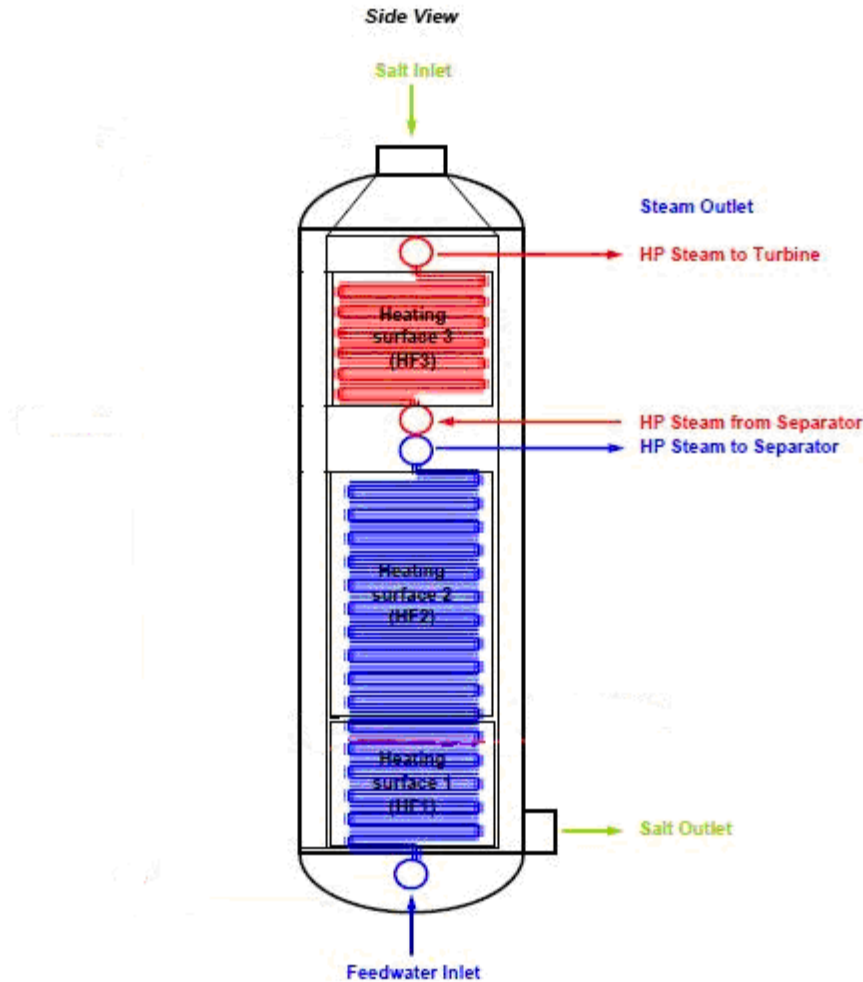 Side View
Salt Inlet
Steam Outlet
HP Steam to Turbine
Heating
surface 3
(HF3)
HP Steam from Separator
HP Steam to Separator
Heating
surface 2
(HF2)
Heating
surface 1
(HF1)
Salt Outlet
Feedwater Inlet